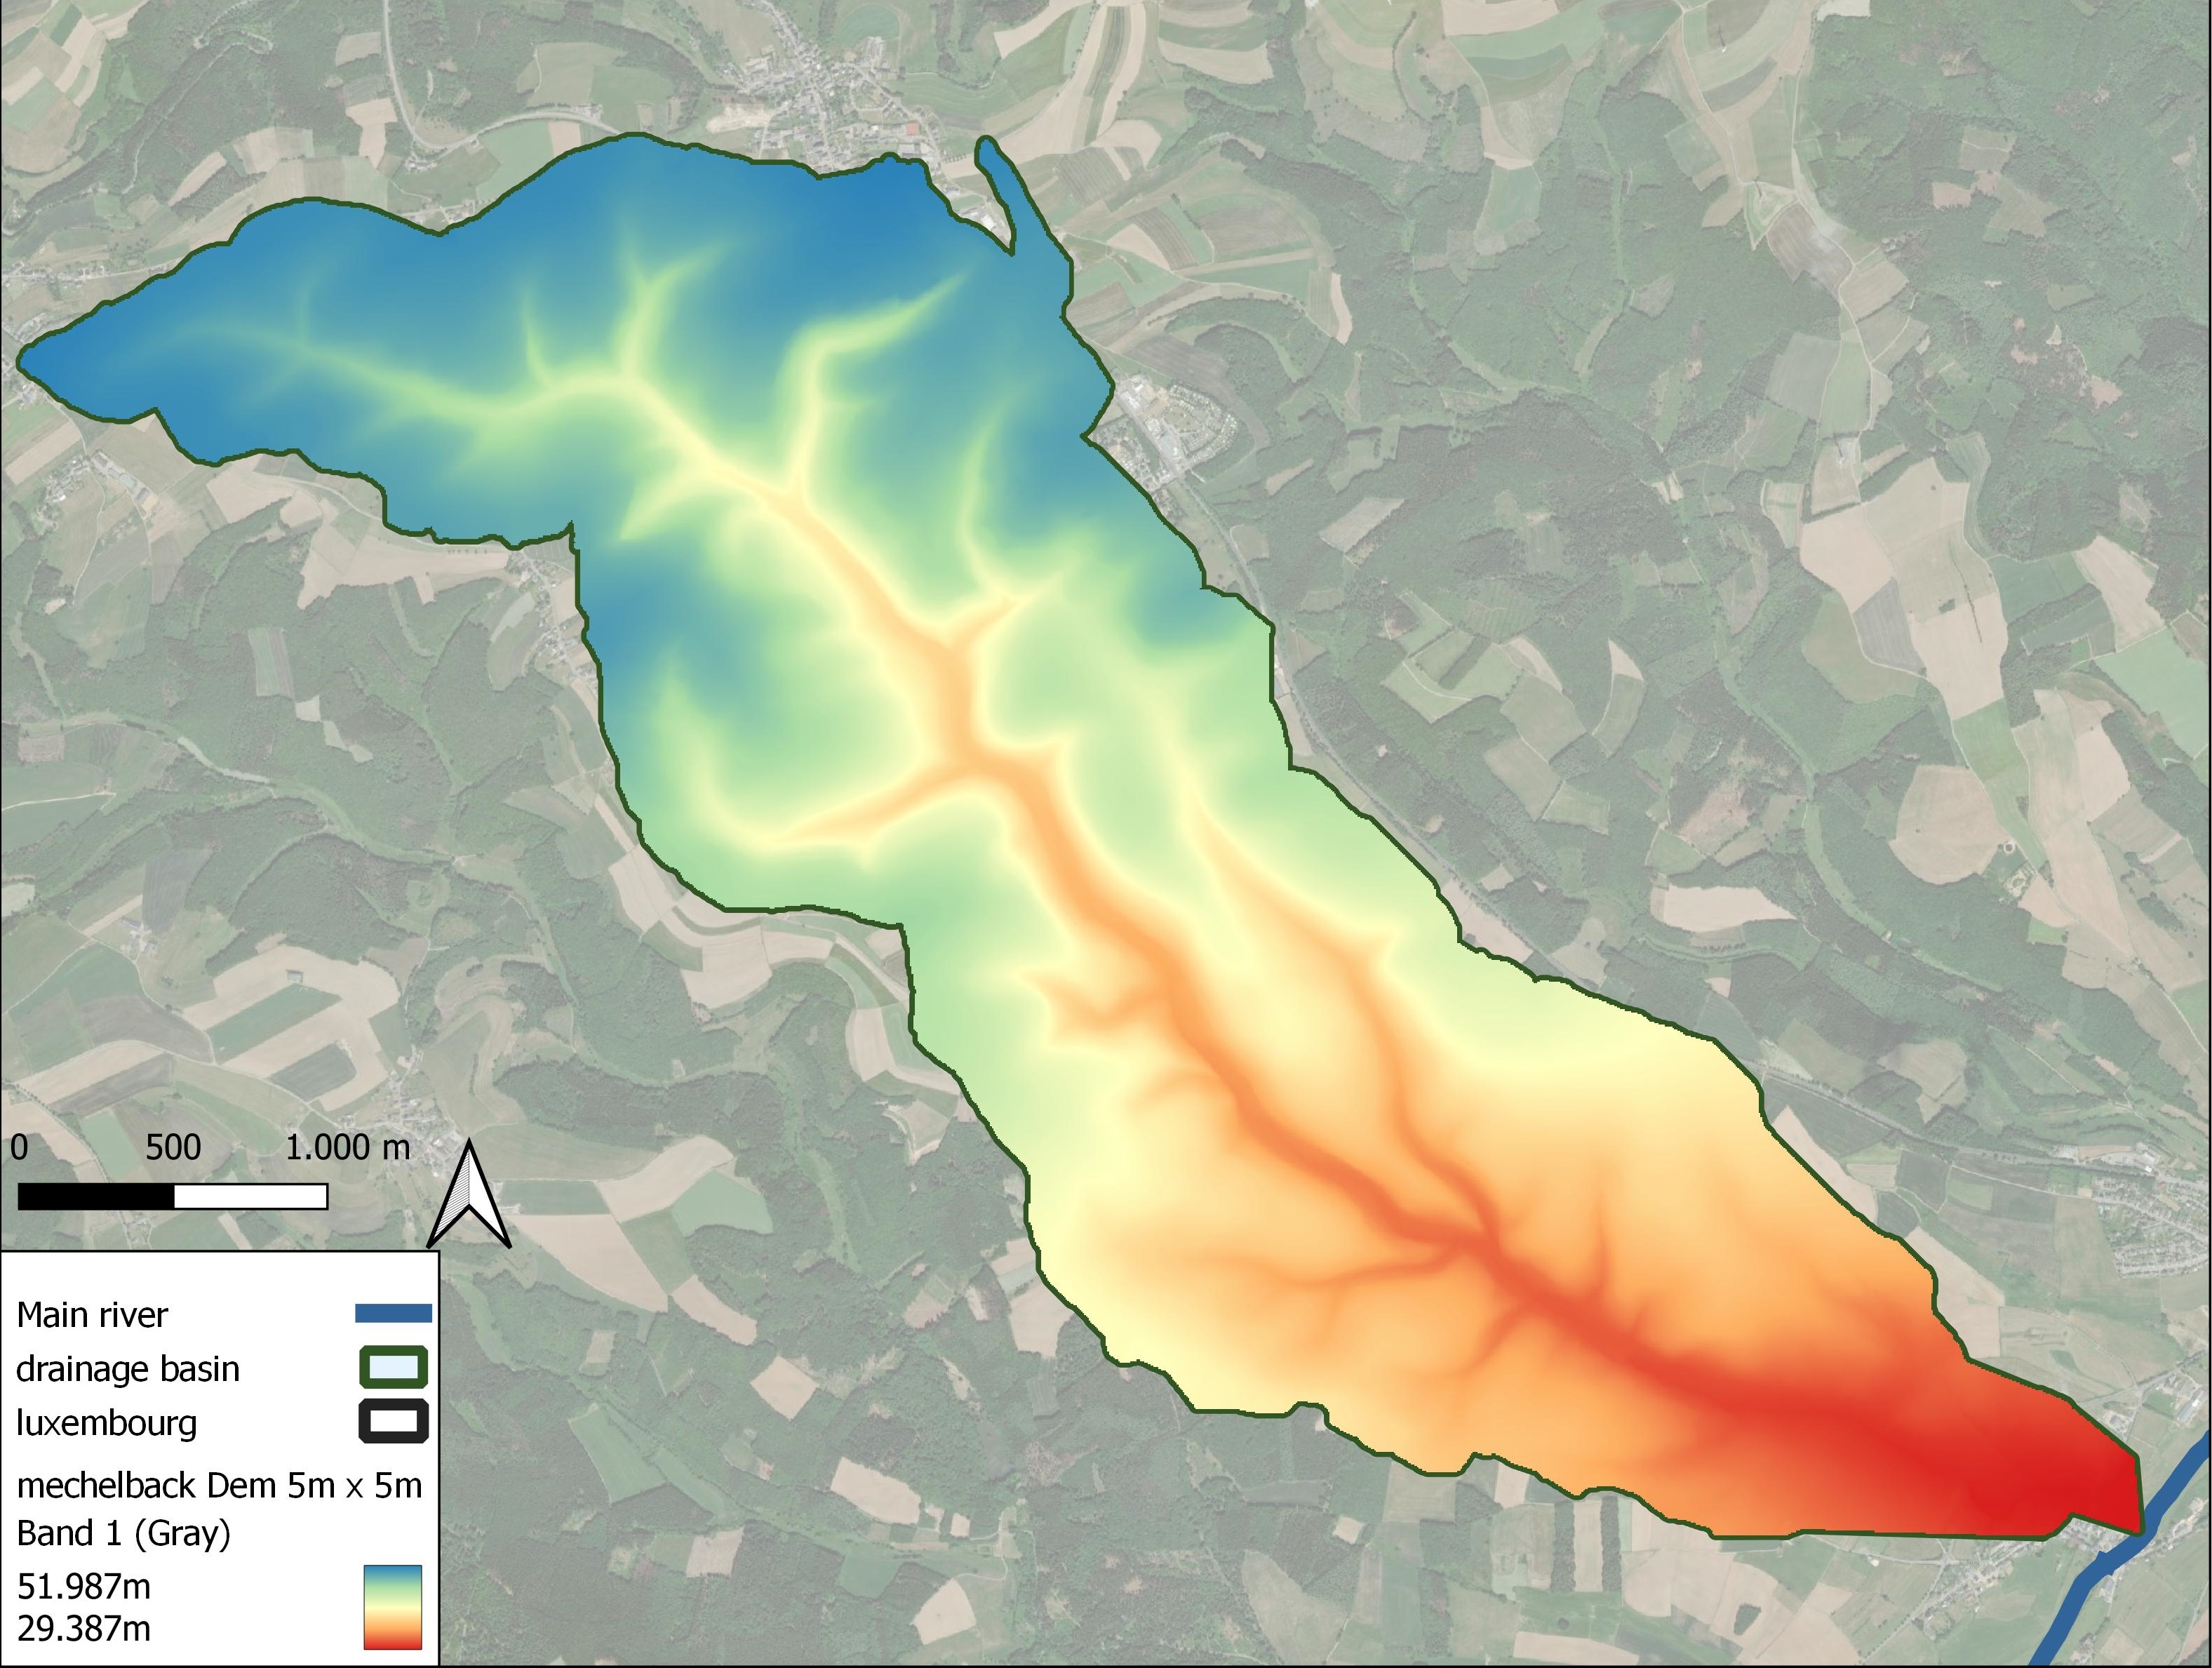 0 500 1.000 m
Main river
drainage basin
luxembourg
mechelback Dem 5m x 5m
Band 1 (Gray)
51.987m
29.387m